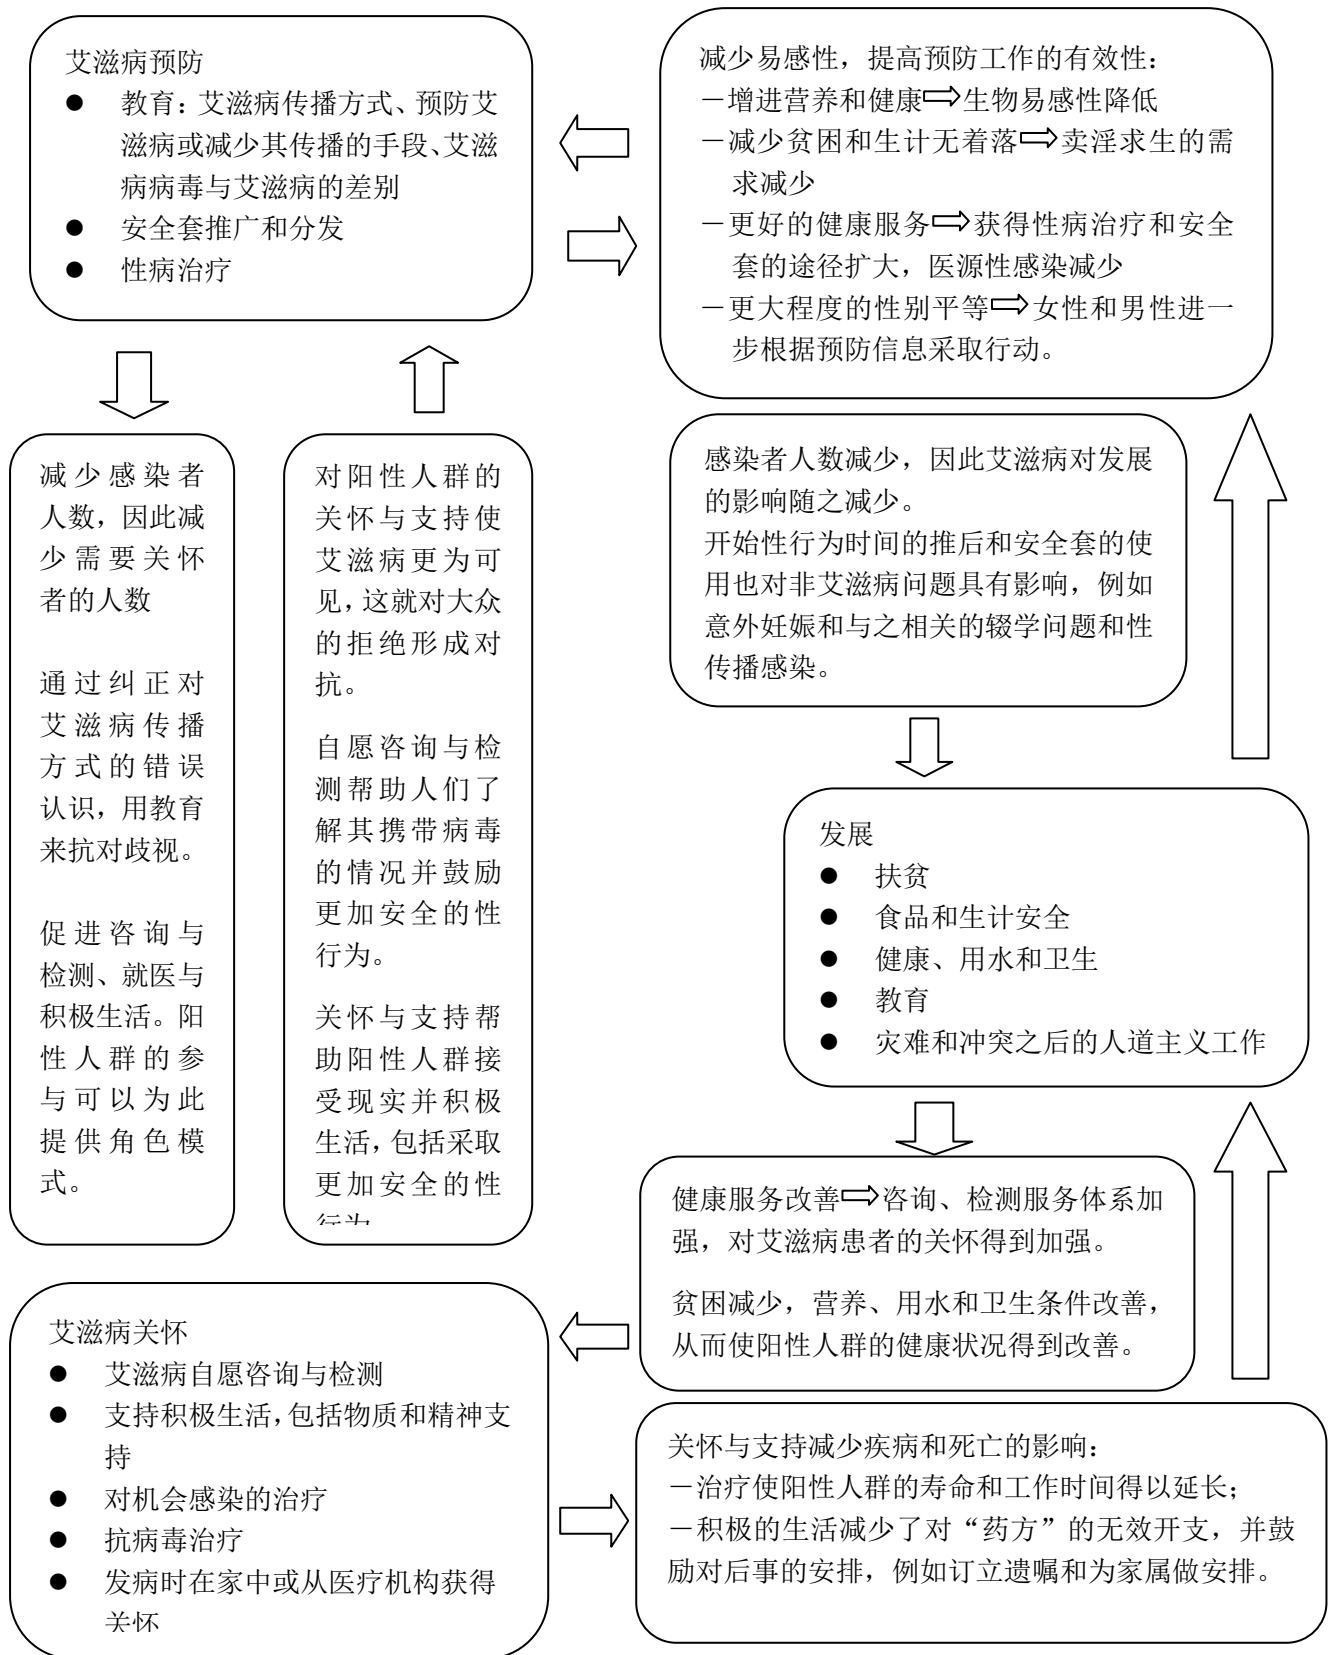 艾滋病预防
● 教育：艾滋病传播方式、预防艾
滋病或减少其传播的手段、艾滋
病病毒与艾滋病的差别
● 安全套推广和分发
● 性病治疗
减少易感性，提高预防工作的有效性：
－增进营养和健康⇨生物易感性降低
－减少贫困和生计无着落⇨卖淫求生的需
求减少
－更好的健康服务⇨获得性病治疗和安全
套的途径扩大，医源性感染减少
－更大程度的性别平等⇨女性和男性进一
步根据预防信息采取行动。
减少感染者
人数，因此减
少需要关怀
者的人数
通过纠正对
艾滋病传播
方式的错误
认识，用教育
来抗对歧视。
促进咨询与
检测、就医与
积极生活。阳
性人群的参
与可以为此
提供角色模
式。
对阳性人群的
关怀与支持使
艾滋病更为可
见，这就对大众
的拒绝形成对
抗。
自愿咨询与检
测帮助人们了
解其携带病毒
的情况并鼓励
更加安全的性
行为。
关怀与支持帮
助阳性人群接
受现实并积极
生活，包括采取
更加安全的性
行为
感染者人数减少，因此艾滋病对发展
的影响随之减少。
开始性行为时间的推后和安全套的使
用也对非艾滋病问题具有影响，例如
意外妊娠和与之相关的辍学问题和性
传播感染。
发展
● 扶贫
● 食品和生计安全
● 健康、用水和卫生
● 教育
● 灾难和冲突之后的人道主义工作
健康服务改善⇨咨询、检测服务体系加
强，对艾滋病患者的关怀得到加强。
贫困减少，营养、用水和卫生条件改善，
从而使阳性人群的健康状况得到改善。
艾滋病关怀
● 艾滋病自愿咨询与检测
● 支持积极生活，包括物质和精神支
持
● 对机会感染的治疗
● 抗病毒治疗
● 发病时在家中或从医疗机构获得
关怀
关怀与支持减少疾病和死亡的影响：
－治疗使阳性人群的寿命和工作时间得以延长；
－积极的生活减少了对“药方”的无效开支，并鼓
励对后事的安排，例如订立遗嘱和为家属做安排。